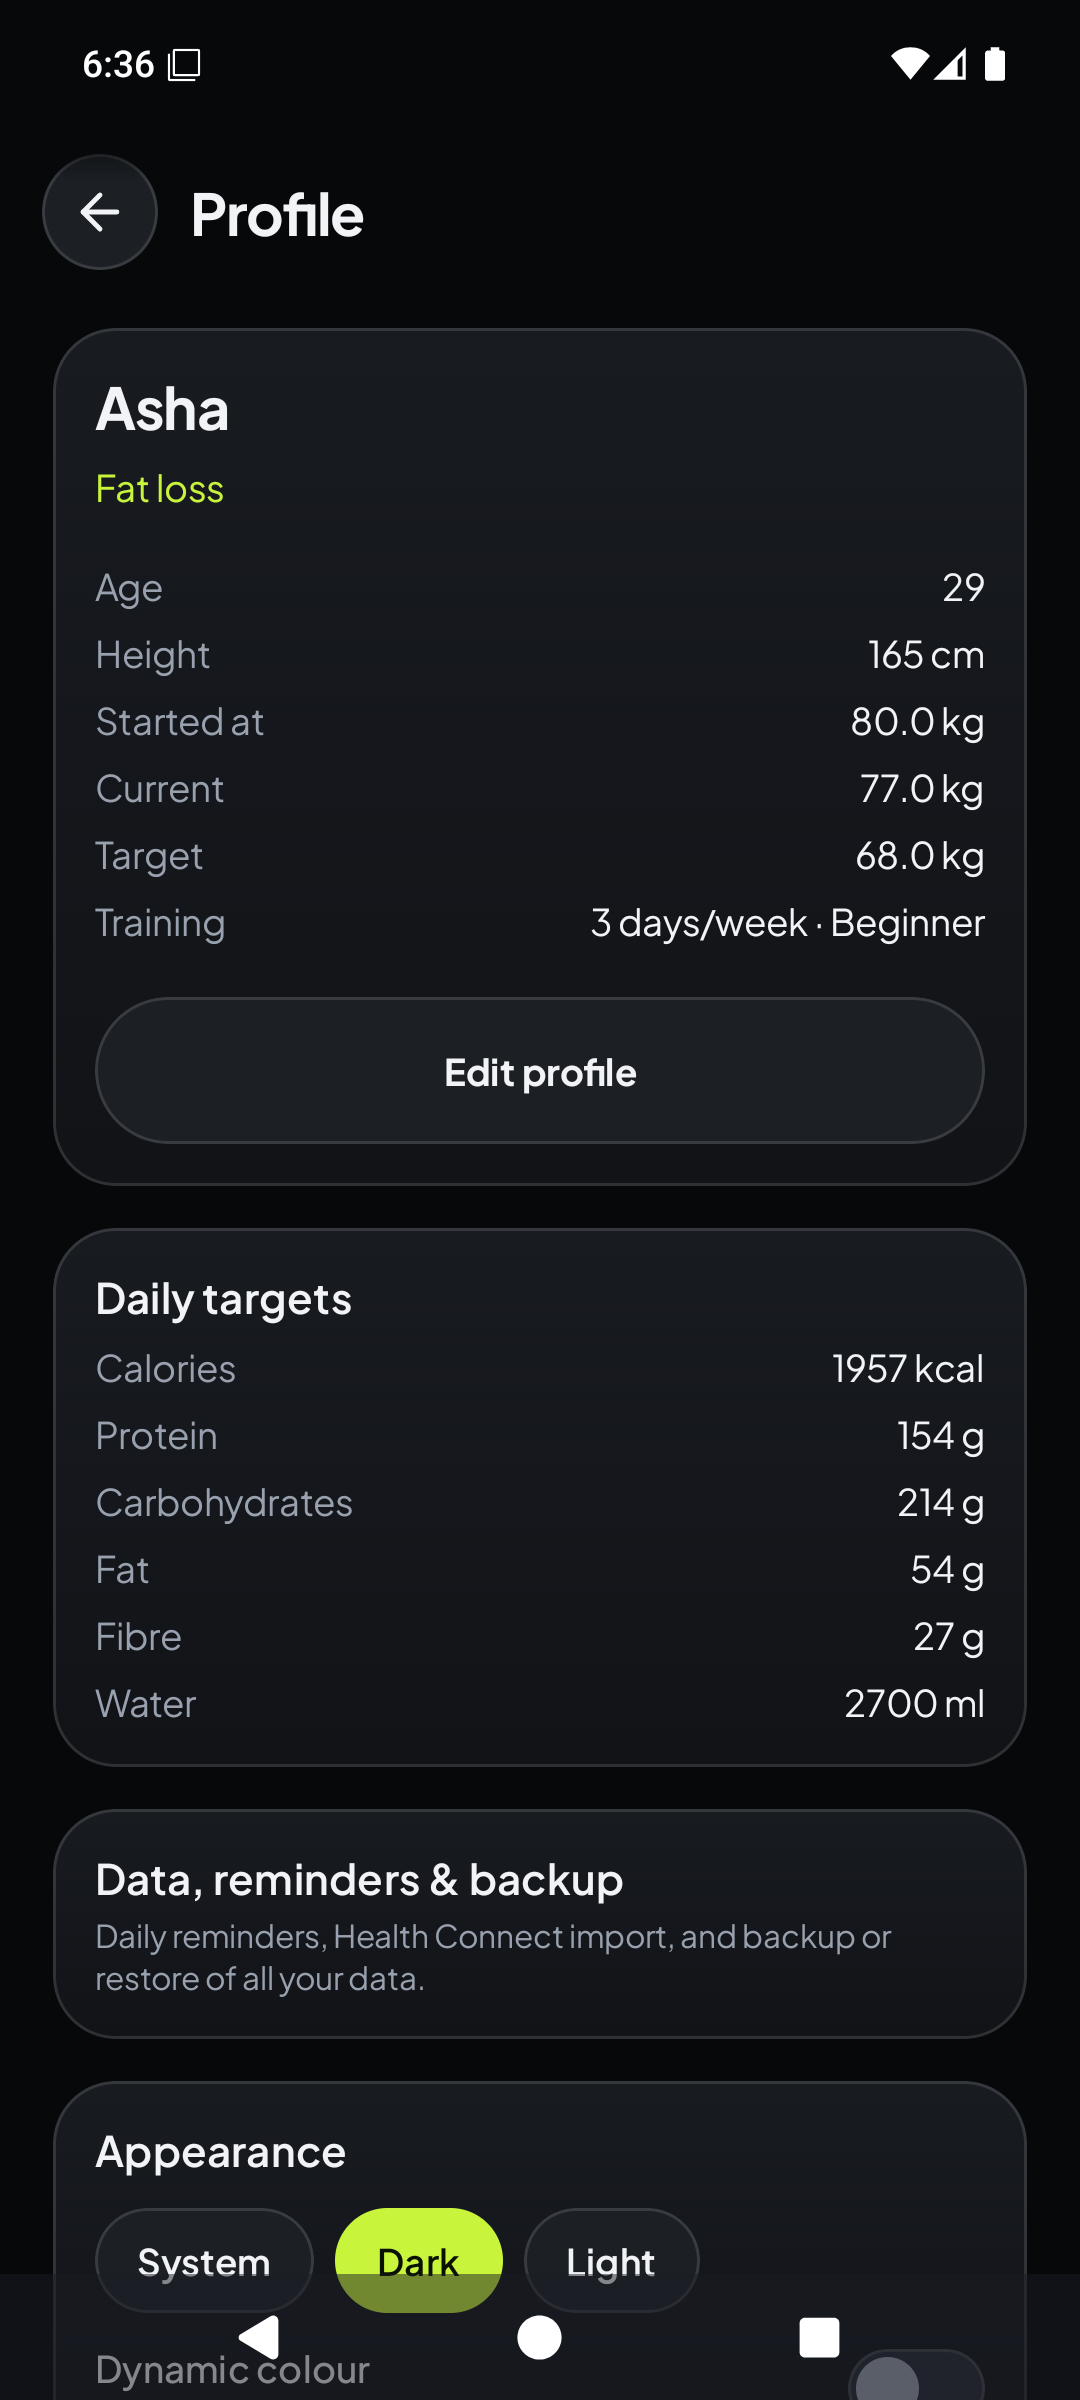 6:36
Profile
Asha
Fat loss
Age 29
Height 165 cm
Started at 80.0 kg
Current 77.0 kg
Target 68.0 kg
Training 3 days/week · Beginner
Edit profile
Daily targets
Calories 1957 kcal
Protein 154 g
Carbohydrates 214 g
Fat 54 g
Fibre 27 g
Water 2700 ml
Data, reminders & backup
Daily reminders, Health Connect import, and backup or
restore of all your data.
Appearance
System Dark Light
Dynamic colour